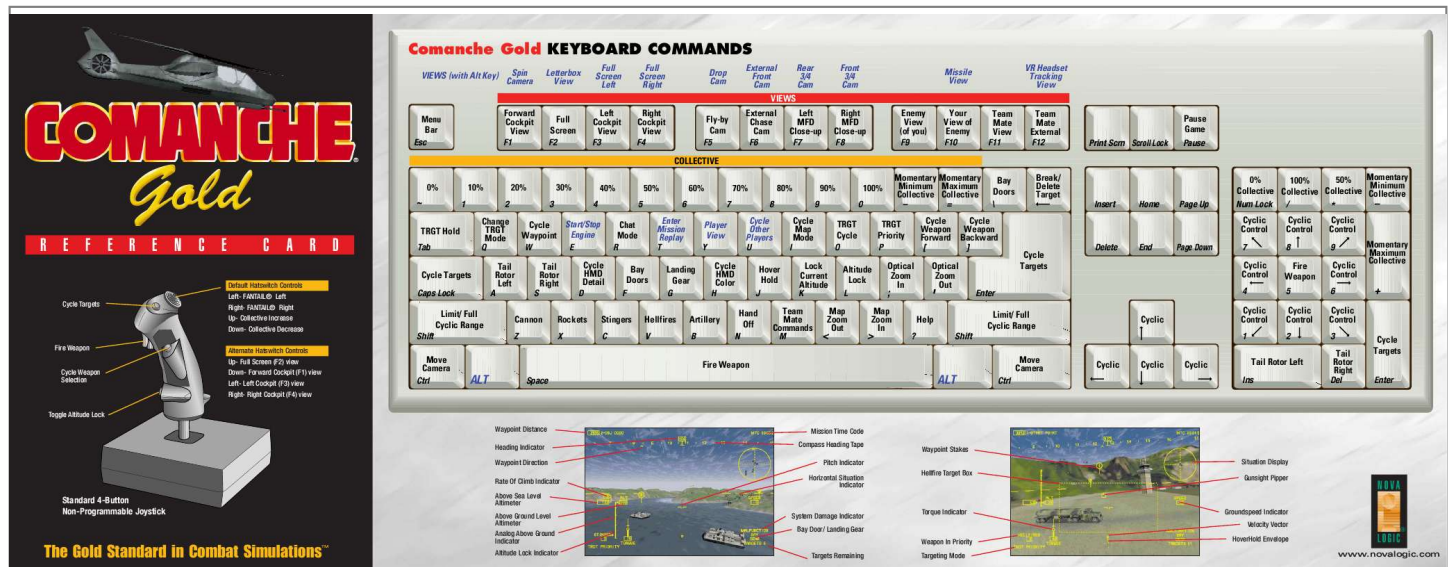 COMANCHE®
Gold
REFERENCE CARD
Default Hatswitch Controls
Left- FANTAIL® Left
Right- FANTAIL® Right
Up- Collective Increase
Down- Collective Decrease
Alternate Hatswitch Controls
Up- Full Screen (F2) view
Down- Forward Cockpit (F1) view
Left- Left Cockpit (F3) view
Right- Right Cockpit (F4) view
Cycle Targets
Fire Weapon
Cycle Weapon
Selection
Toggle Altitude Lock
Standard 4-Button
Non-Programmable Joystick
The Gold Standard in Combat Simulations™
Comanche Gold KEYBOARD COMMANDS
VIEWS (with Alt Key)
Spin
Camera
Letterbox
View
Full
Screen
Left
Full
Screen
Right
Drop
Cam
External
Front
Cam
Rear
3/4
Cam
Front
3/4
Cam
Missile
View
VR Headset
Tracking
View
VIEWS
Menu
Bar
Esc
Forward
Cockpit
View
F1
Full
Screen
F2
Left
Cockpit
View
F3
Right
Cockpit
View
F4
Fly-by
Cam
F5
External
Chase
Cam
F6
Left
MFD
Close-up
F7
Right
MFD
Close-up
F8
Enemy
View
(of you)
F9
Your
View of
Enemy
F10
Team
Mate
View
F11
Team
Mate
External
F12
Print Scrn
Scroll Lock
Pause
Game
Pause
COLLECTIVE
0%
~
10%
1
20%
2
30%
3
40%
4
50%
5
60%
6
70%
7
80%
8
90%
9
100%
0
Momentary
Minimum
Collective
–
Momentary
Maximum
Collective
=
Bay
Doors
\
Break/
Delete
Target
←
Insert
Home
Page Up
0%
Collective
Num Lock
100%
Collective
/
50%
Collective
*
Momentary
Minimum
Collective
–
TRGT Hold
Tab
Change
TRGT
Mode
Q
Cycle
Waypoint
W
Start/Stop
Engine
E
Chat
Mode
R
Enter
Mission
Replay
T
Player
View
Y
Cycle
Other
Players
U
Cycle
Map
Mode
I
TRGT
Cycle
O
TRGT
Priority
P
Cycle
Weapon
Forward
[
Cycle
Weapon
Backward
]
Cycle
Targets
Enter
Delete
End
Page Down
Cyclic
Control
7 ↖
Cyclic
Control
8 ↑
Cyclic
Control
9 ↗
Momentary
Maximum
Collective
+
Cycle Targets
Caps Lock
Tail
Rotor
Left
A
Tail
Rotor
Right
S
Cycle
HMD
Detail
D
Bay
Doors
F
Landing
Gear
G
Cycle
HMD
Color
H
Hover
Hold
J
Lock
Current
Altitude
K
Altitude
Lock
L
Optical
Zoom
In
;
Optical
Zoom
Out
'
Cyclic
Control
4 ←
Fire
Weapon
5
Cyclic
Control
6 →
Limit/ Full
Cyclic Range
Shift
Cannon
Z
Rockets
X
Stingers
C
Hellfires
V
Artillery
B
Hand
Off
N
Team
Mate
Commands
M
Map
Zoom
Out
<
Map
Zoom
In
>
Help
?
Limit/ Full
Cyclic Range
Shift
Cyclic
↑
Cyclic
Control
1 ↙
Cyclic
Control
2 ↓
Cyclic
Control
3 ↘
Cycle
Targets
Enter
Move
Camera
Ctrl
ALT
Fire Weapon
Space
ALT
Move
Camera
Ctrl
Cyclic
←
Cyclic
↓
Cyclic
→
Tail Rotor Left
Ins
Tail
Rotor
Right
Del
Waypoint Distance
Heading Indicator
Waypoint Direction
Rate Of Climb Indicator
Above Sea Level
Altimeter
Above Ground Level
Altimeter
Analog Above Ground
Indicator
Altitude Lock Indicator
Mission Time Code
Compass Heading Tape
Pitch Indicator
Horizontal Situation
Indicator
System Damage Indicator
Bay Door/ Landing Gear
Targets Remaining
Waypoint Stakes
Hellfire Target Box
Torque Indicator
Weapon In Priority
Targeting Mode
Situation Display
Gunsight Pipper
Groundspeed Indicator
Velocity Vector
HoverHold Envelope
NOVA
LOGIC
www.novalogic.com